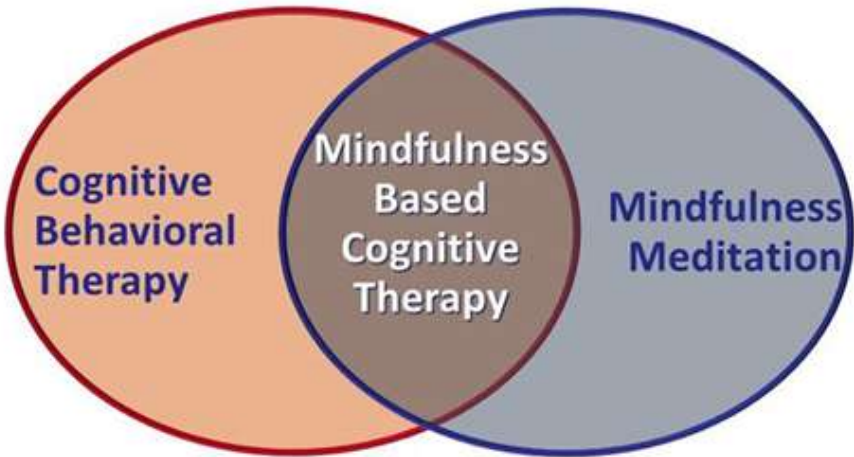 Cognitive
Behavioral
Therapy
Mindfulness
Based
Cognitive
Therapy
Mindfulness
Meditation